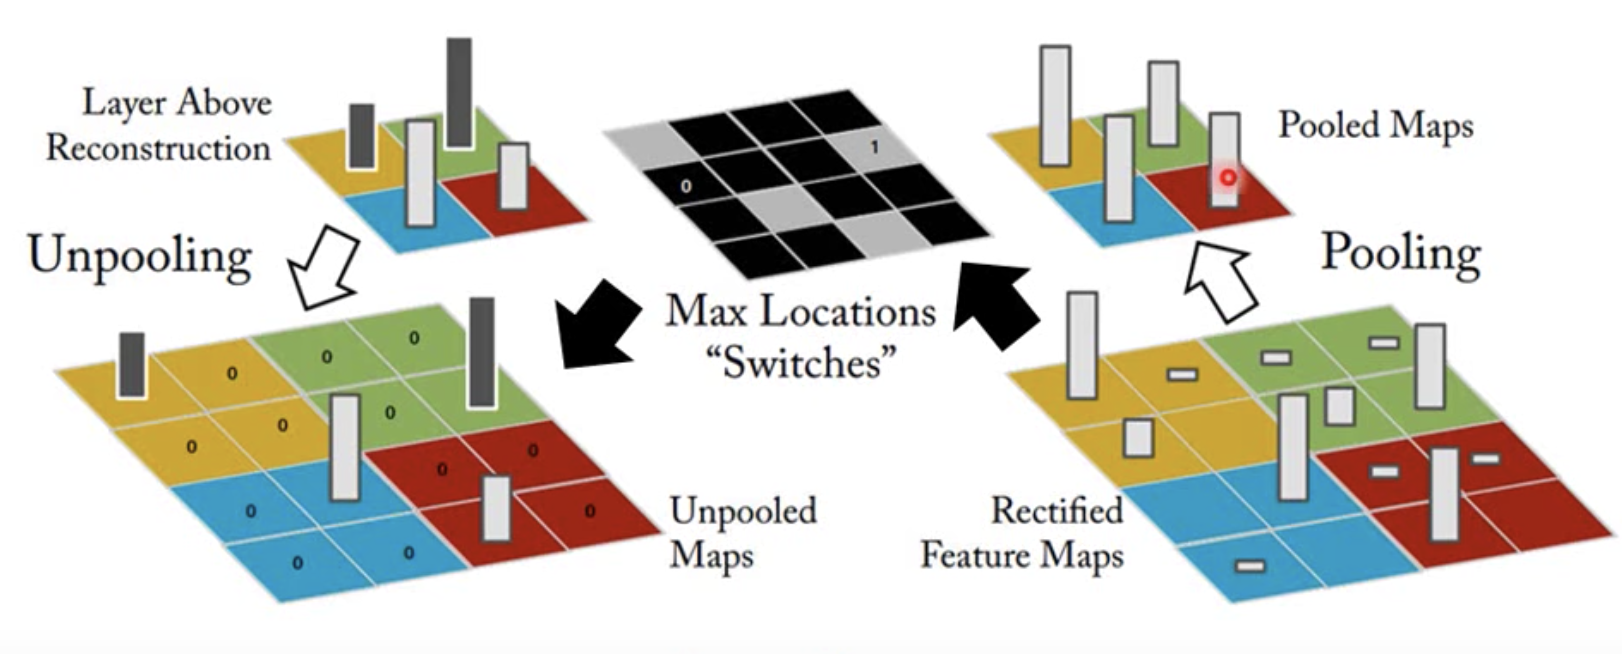 Layer Above
Reconstruction
1
0
Pooled Maps
Unpooling
Pooling
Max Locations
“Switches”
0
0
0
0
0
0
0
0
0
0
0
0
Unpooled
Maps
Rectified
Feature Maps